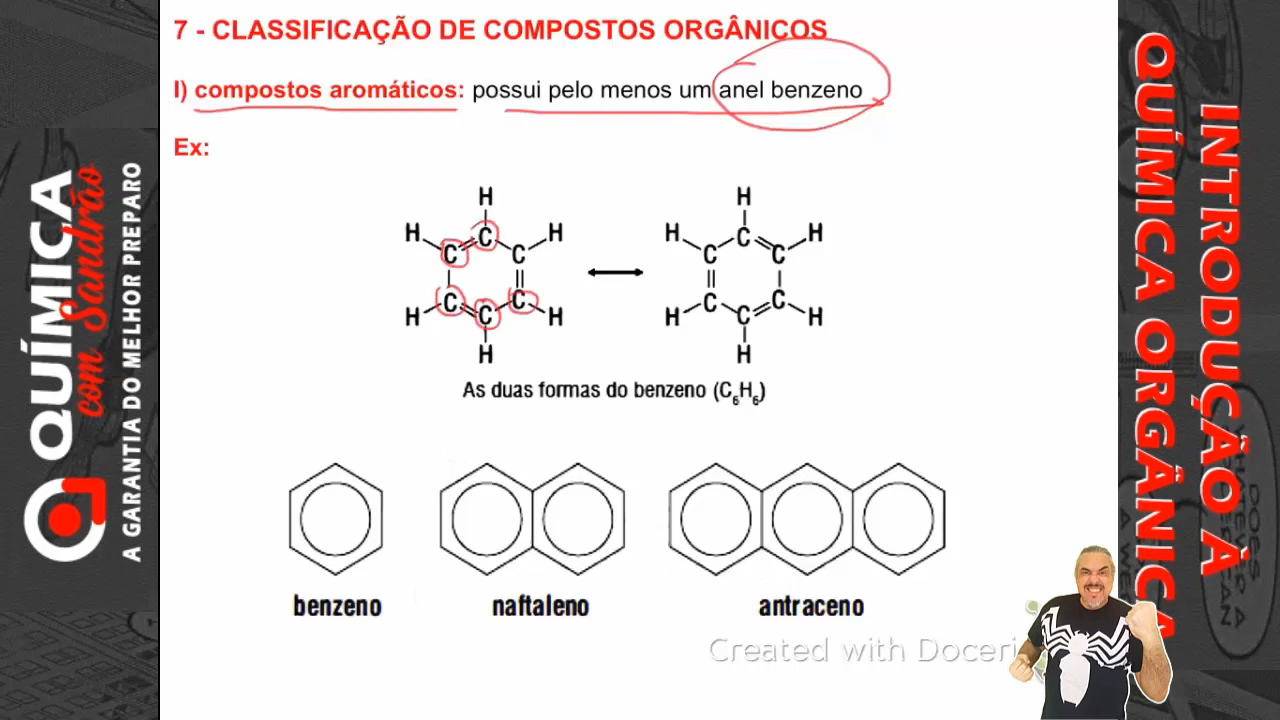 7 - CLASSIFICAÇÃO DE COMPOSTOS ORGÂNICOS
I) compostos aromáticos: possui pelo menos um anel benzeno
Ex:
H
H C H
C C
C C
H C H
H
H
H C H
C C
C C
H C H
H
As duas formas do benzeno (C₆H₆)
benzeno
naftaleno
antraceno
Created with Doceri
QUÍMICA
com Sandrão
A GARANTIA DO MELHOR PREPARO
INTRODUÇÃO À
QUÍMICA ORGÂNICA